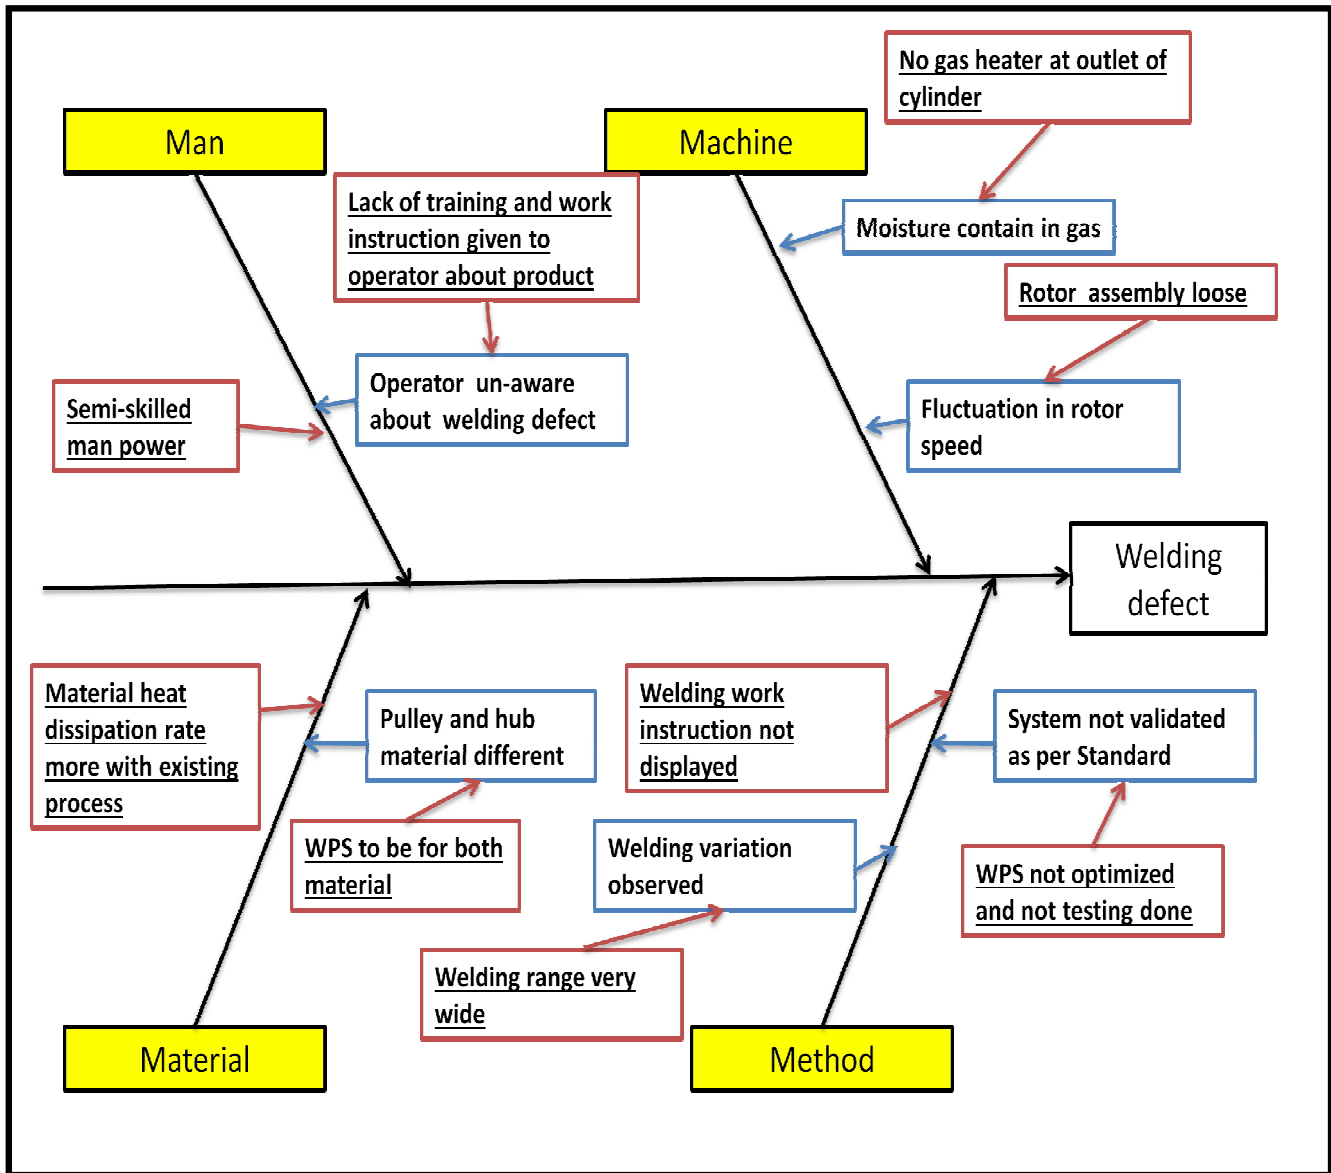 No gas heater at outlet of
cylinder
Man
Machine
Lack of training and work
instruction given to
operator about product
Moisture contain in gas
Rotor assembly loose
Semi-skilled
man power
Operator un-aware
about welding defect
Fluctuation in rotor
speed
Welding
defect
Material heat
dissipation rate
more with existing
process
Pulley and hub
material different
Welding work
instruction not
displayed
System not validated
as per Standard
WPS to be for both
material
Welding variation
observed
WPS not optimized
and not testing done
Welding range very
wide
Material
Method